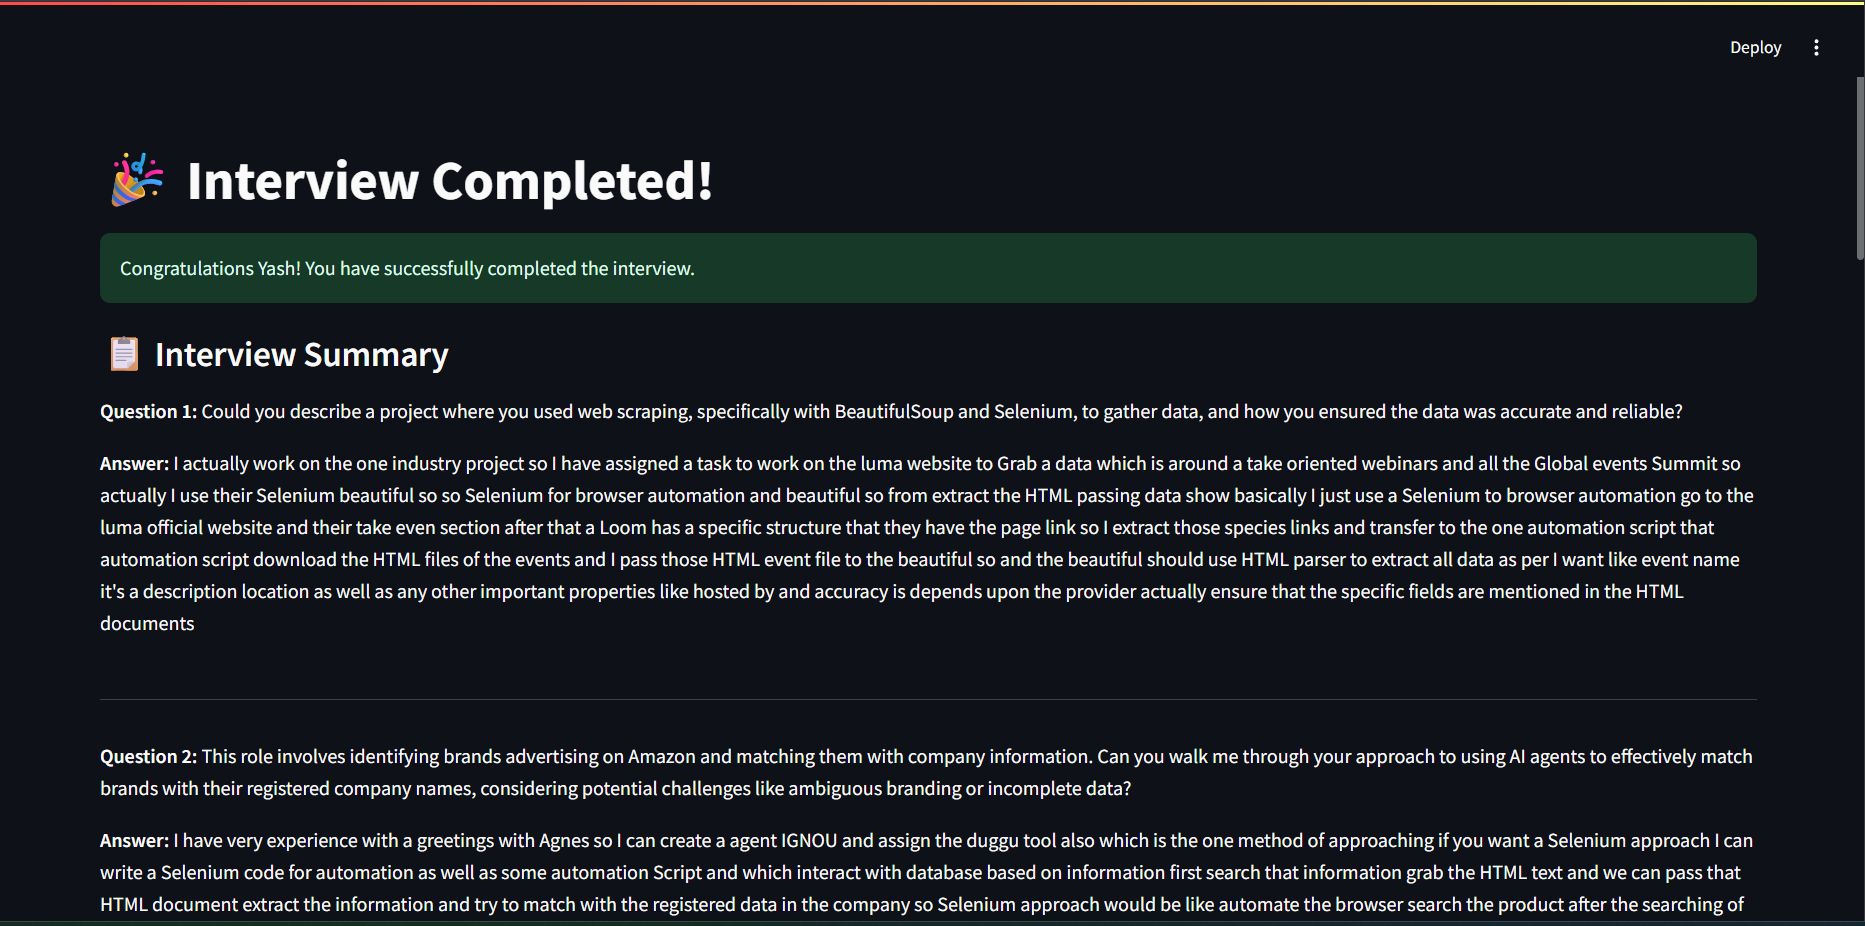 Deploy
Interview Completed!
Congratulations Yash! You have successfully completed the interview.
Interview Summary
Question 1: Could you describe a project where you used web scraping, specifically with BeautifulSoup and Selenium, to gather data, and how you ensured the data was accurate and reliable?
Answer: I actually work on the one industry project so I have assigned a task to work on the luma website to Grab a data which is around a take oriented webinars and all the Global events Summit so
actually I use their Selenium beautiful so so Selenium for browser automation and beautiful so from extract the HTML passing data show basically I just use a Selenium to browser automation go to the
luma official website and their take even section after that a Loom has a specific structure that they have the page link so I extract those species links and transfer to the one automation script that
automation script download the HTML files of the events and I pass those HTML event file to the beautiful so and the beautiful should use HTML parser to extract all data as per I want like event name
it's a description location as well as any other important properties like hosted by and accuracy is depends upon the provider actually ensure that the specific fields are mentioned in the HTML
documents
Question 2: This role involves identifying brands advertising on Amazon and matching them with company information. Can you walk me through your approach to using AI agents to effectively match
brands with their registered company names, considering potential challenges like ambiguous branding or incomplete data?
Answer: I have very experience with a greetings with Agnes so I can create a agent IGNOU and assign the duggu tool also which is the one method of approaching if you want a Selenium approach I can
write a Selenium code for automation as well as some automation Script and which interact with database based on information first search that information grab the HTML text and we can pass that
HTML document extract the information and try to match with the registered data in the company so Selenium approach would be like automate the browser search the product after the searching of